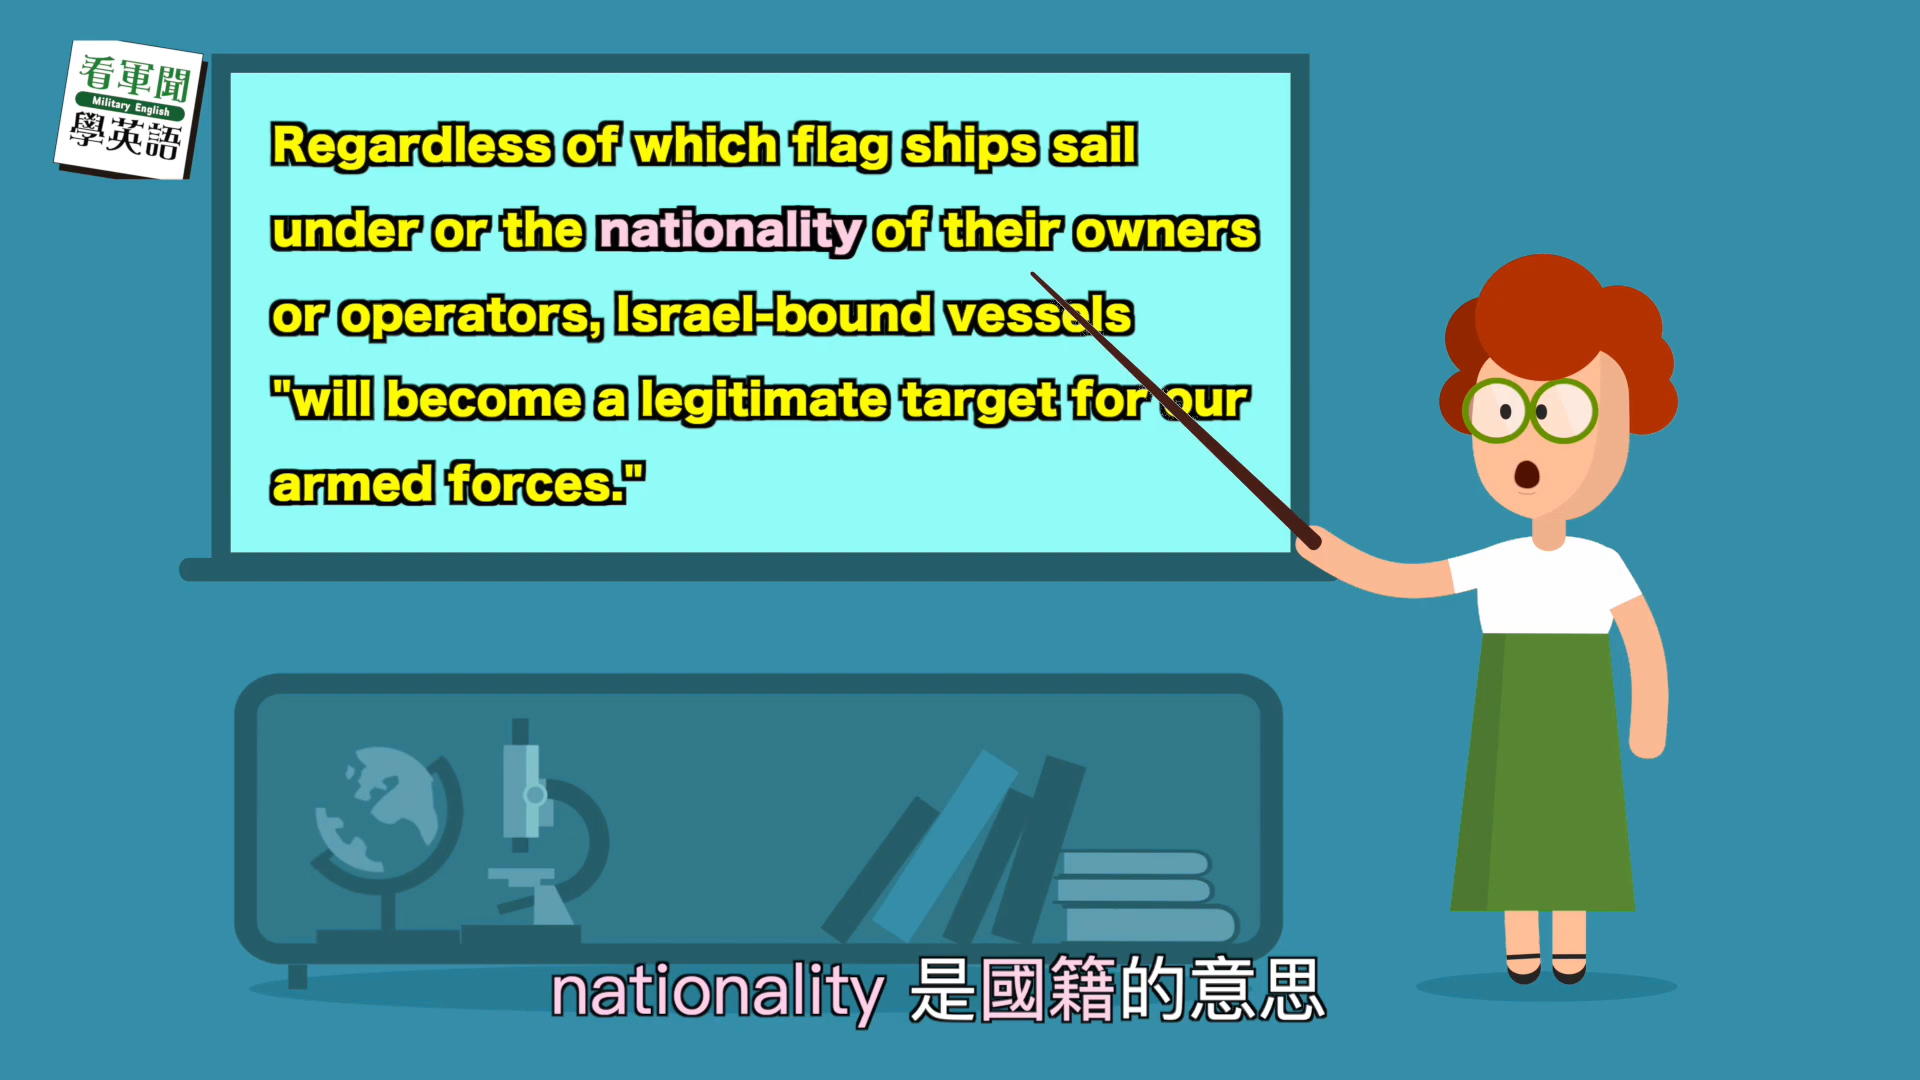 看軍聞
Military English
學英語
Regardless of which flag ships sail
under or the nationality of their owners
or operators, Israel-bound vessels
"will become a legitimate target for our
armed forces."
nationality 是國籍的意思